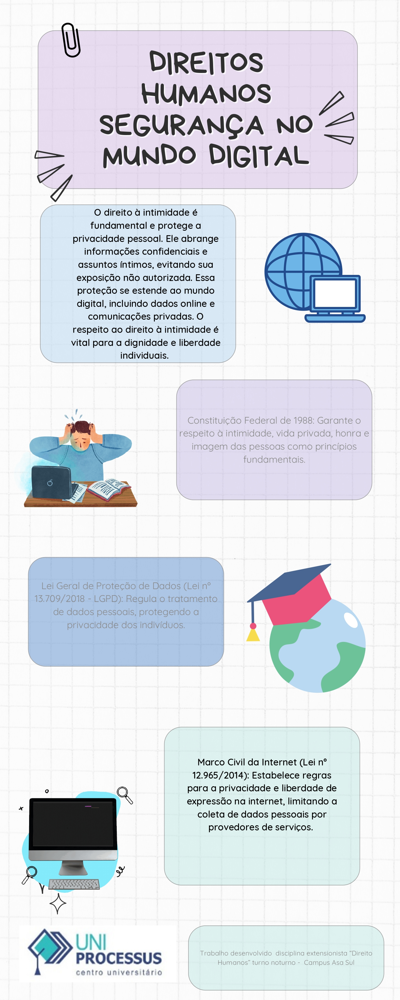 DIREITOS
HUMANOS
SEGURANÇA NO
MUNDO DIGITAL
O direito à intimidade é
fundamental e protege a
privacidade pessoal. Ele abrange
informações confidenciais e
assuntos íntimos, evitando sua
exposição não autorizada. Essa
proteção se estende ao mundo
digital, incluindo dados online e
comunicações privadas. O
respeito ao direito à intimidade é
vital para a dignidade e liberdade
individuais.
Constituição Federal de 1988: Garante o
respeito à intimidade, vida privada, honra e
imagem das pessoas como princípios
fundamentais.
Lei Geral de Proteção de Dados (Lei nº
13.709/2018 - LGPD): Regula o tratamento
de dados pessoais, protegendo a
privacidade dos indivíduos.
Marco Civil da Internet (Lei nº
12.965/2014): Estabelece regras
para a privacidade e liberdade de
expressão na internet, limitando a
coleta de dados pessoais por
provedores de serviços.
UNI
PROCESSUS
centro universitário
Trabalho desenvolvido disciplina extensionista “Direito
Humanos” turno noturno - Campus Asa Sul